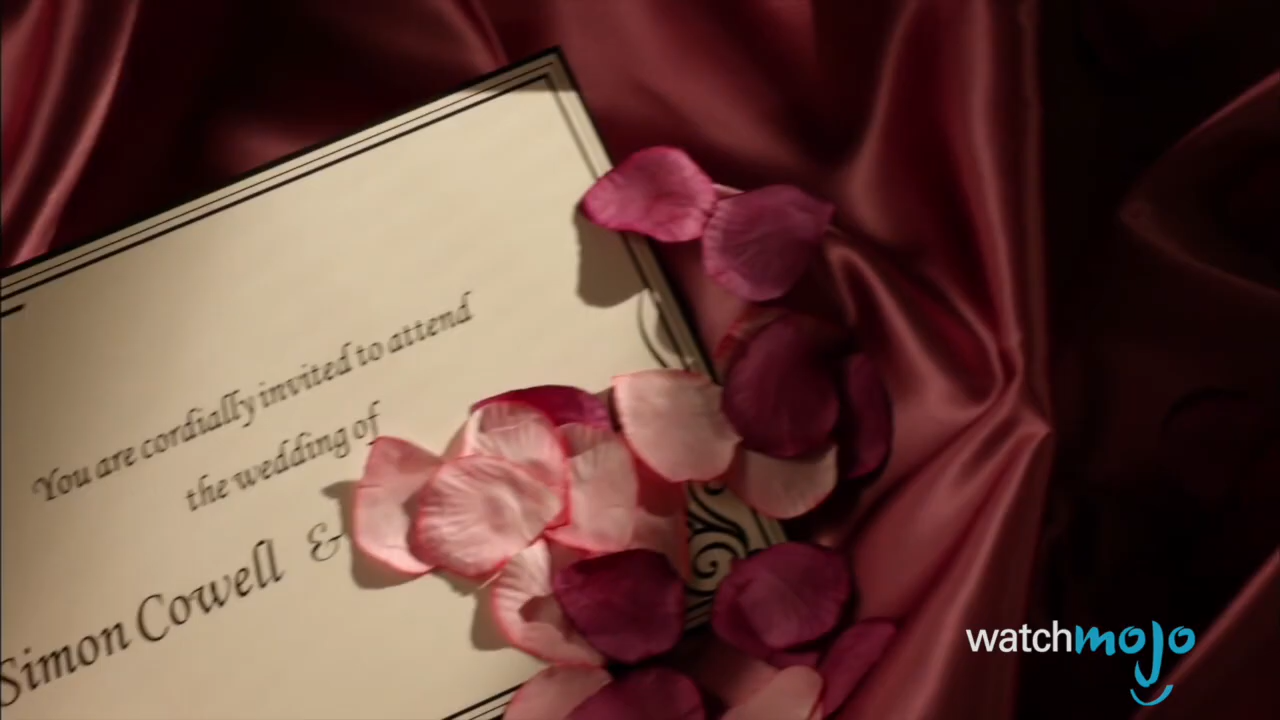 You are cordially invited to attend
the wedding of
Simon Cowell &
watchmojo